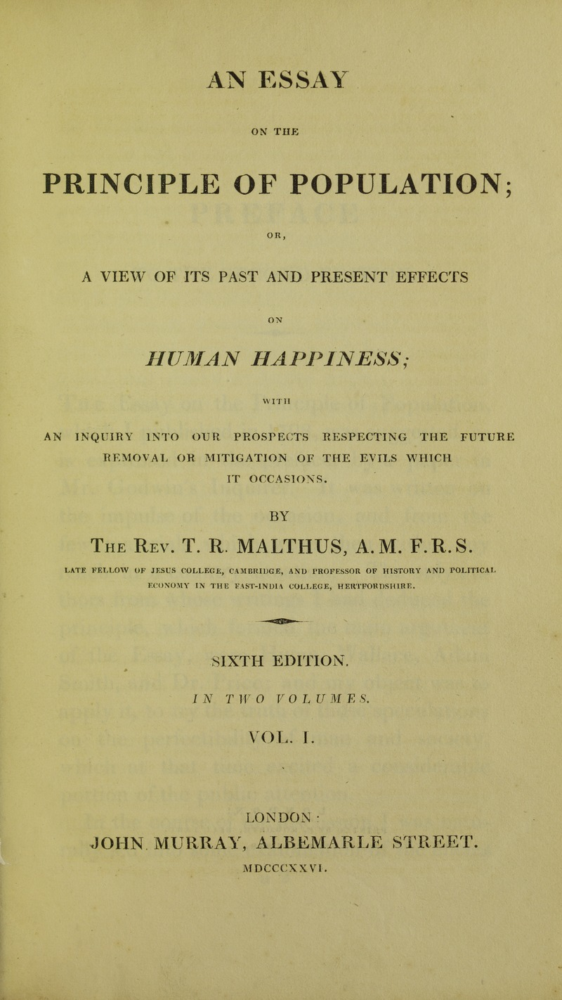 AN ESSAY
ON THE
PRINCIPLE OF POPULATION;
OR,
A VIEW OF ITS PAST AND PRESENT EFFECTS
ON
HUMAN HAPPINESS;
WITH
AN INQUIRY INTO OUR PROSPECTS RESPECTING THE FUTURE
REMOVAL OR MITIGATION OF THE EVILS WHICH
IT OCCASIONS.
BY
THE REV. T. R. MALTHUS, A.M. F.R.S.
LATE FELLOW OF JESUS COLLEGE, CAMBRIDGE, AND PROFESSOR OF HISTORY AND POLITICAL
ECONOMY IN THE EAST-INDIA COLLEGE, HERTFORDSHIRE.
SIXTH EDITION.
IN TWO VOLUMES.
VOL. I.
LONDON:
JOHN MURRAY, ALBEMARLE STREET.
MDCCCXXVI.